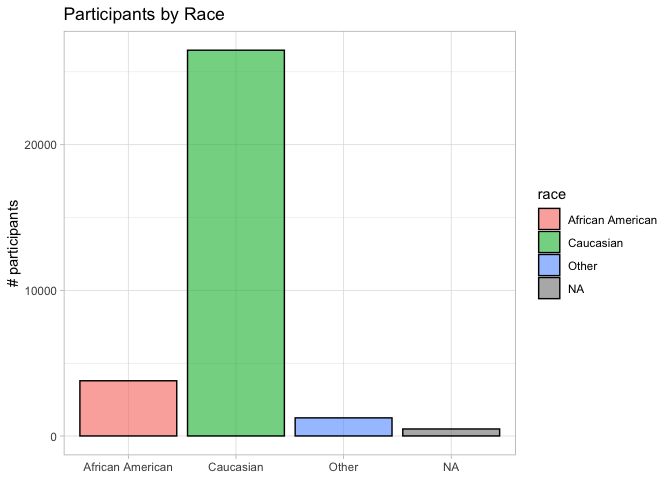 Participants by Race
# participants
20000
10000
0
African American
Caucasian
Other
NA
race
African American
Caucasian
Other
NA